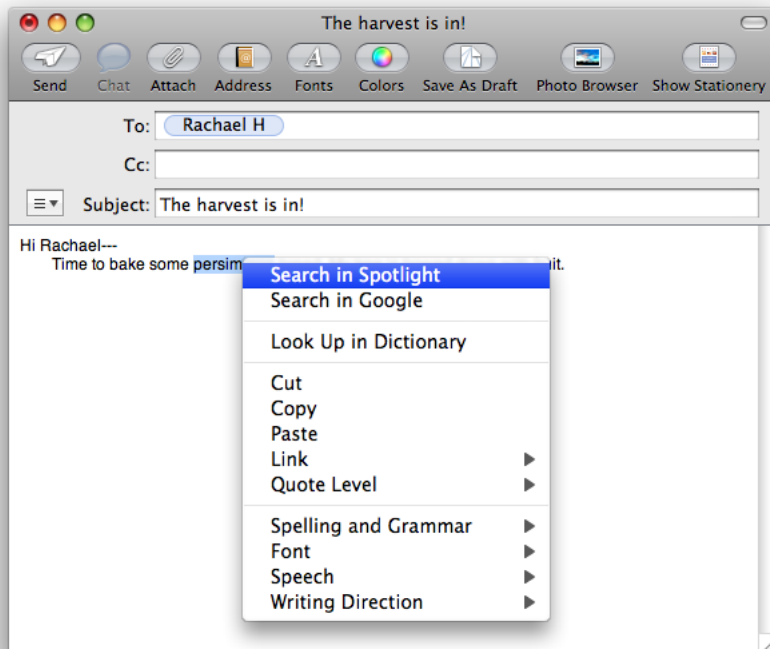 The harvest is in!
Send Chat Attach Address Fonts Colors Save As Draft Photo Browser Show Stationery
To: Rachael H
Cc:
Subject: The harvest is in!
Hi Rachael---
Time to bake some
Search in Spotlight
Search in Google
Look Up in Dictionary
Cut
Copy
Paste
Link
Quote Level
Spelling and Grammar
Font
Speech
Writing Direction